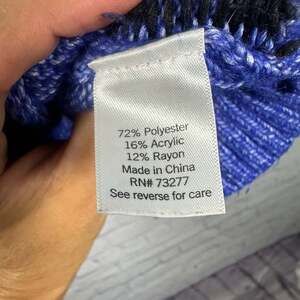 72% Polyester
16% Acrylic
12% Rayon
Made in China
RN# 73277
See reverse for care